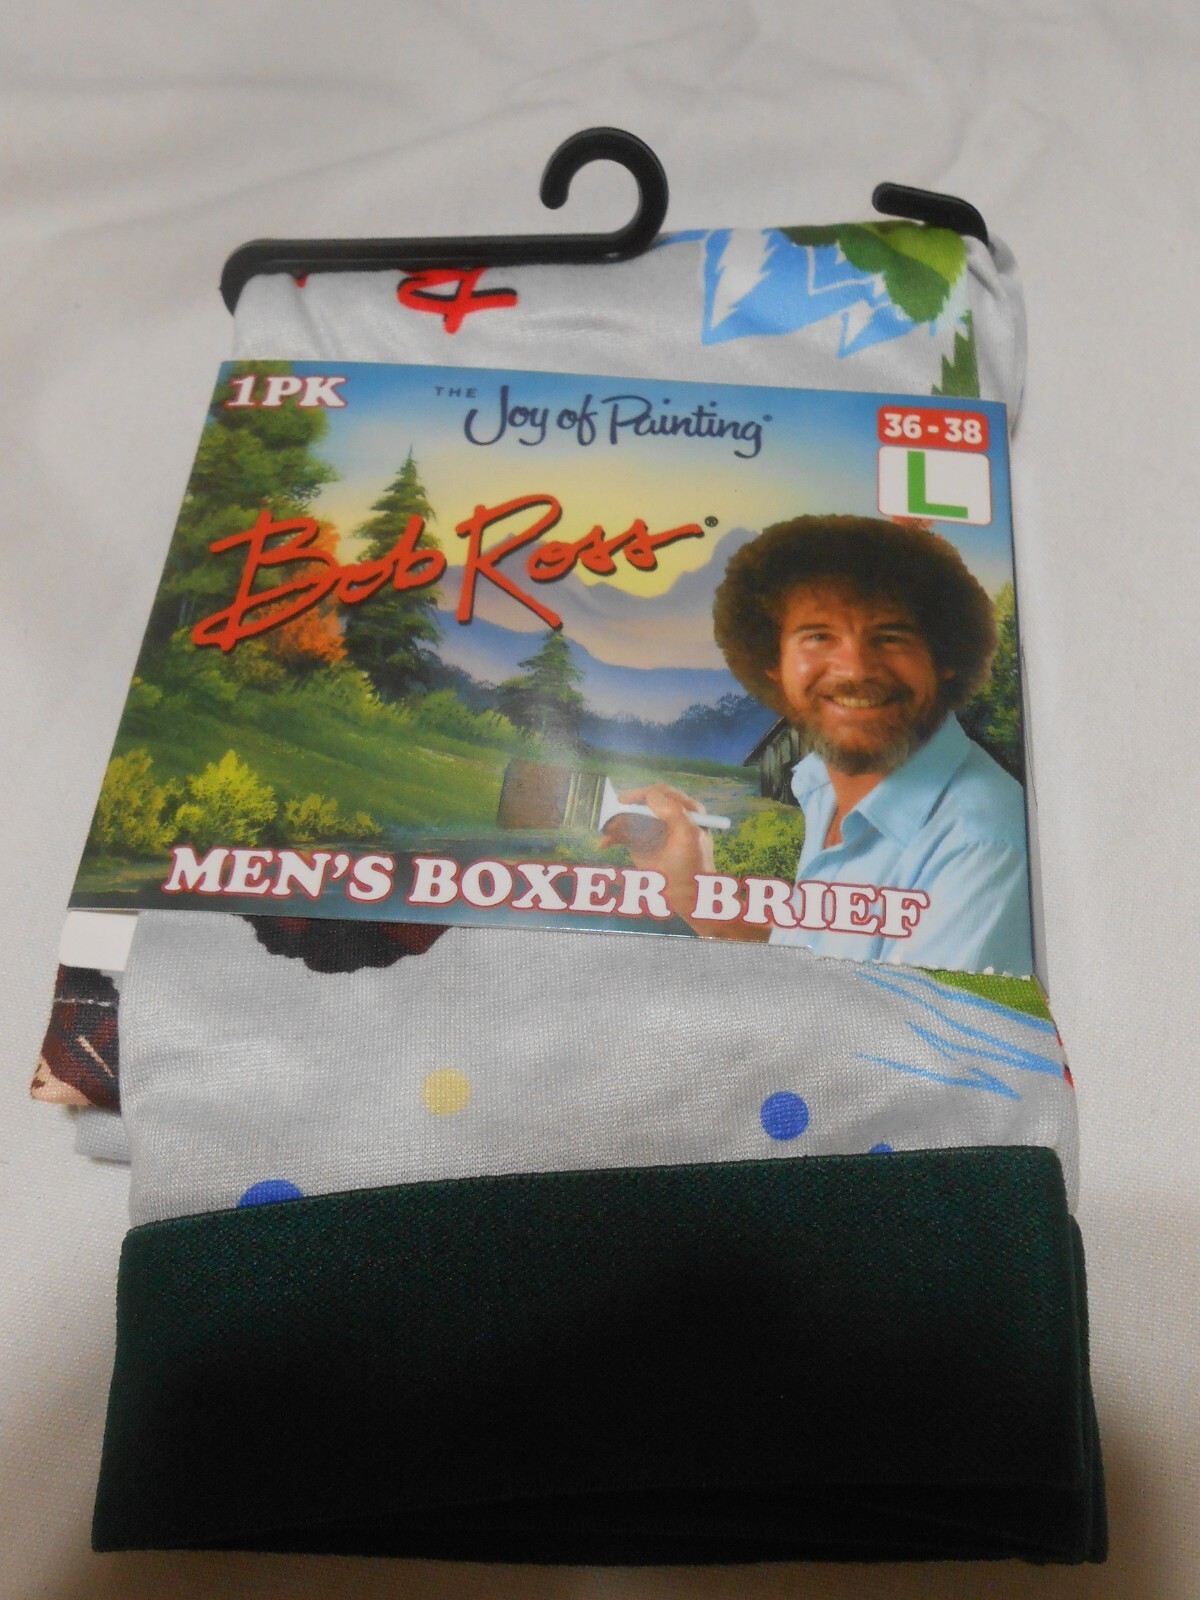 1PK
THE
Joy of Painting®
36 - 38
L
Bob Ross®
MEN'S BOXER BRIEF